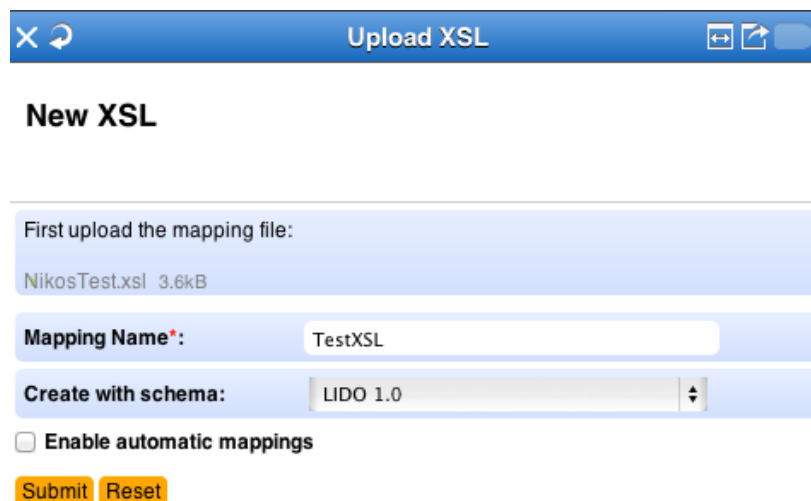 Upload XSL
New XSL
First upload the mapping file:
NikosTest.xsl 3.6kB
Mapping Name*: TestXSL
Create with schema: LIDO 1.0
Enable automatic mappings
Submit Reset